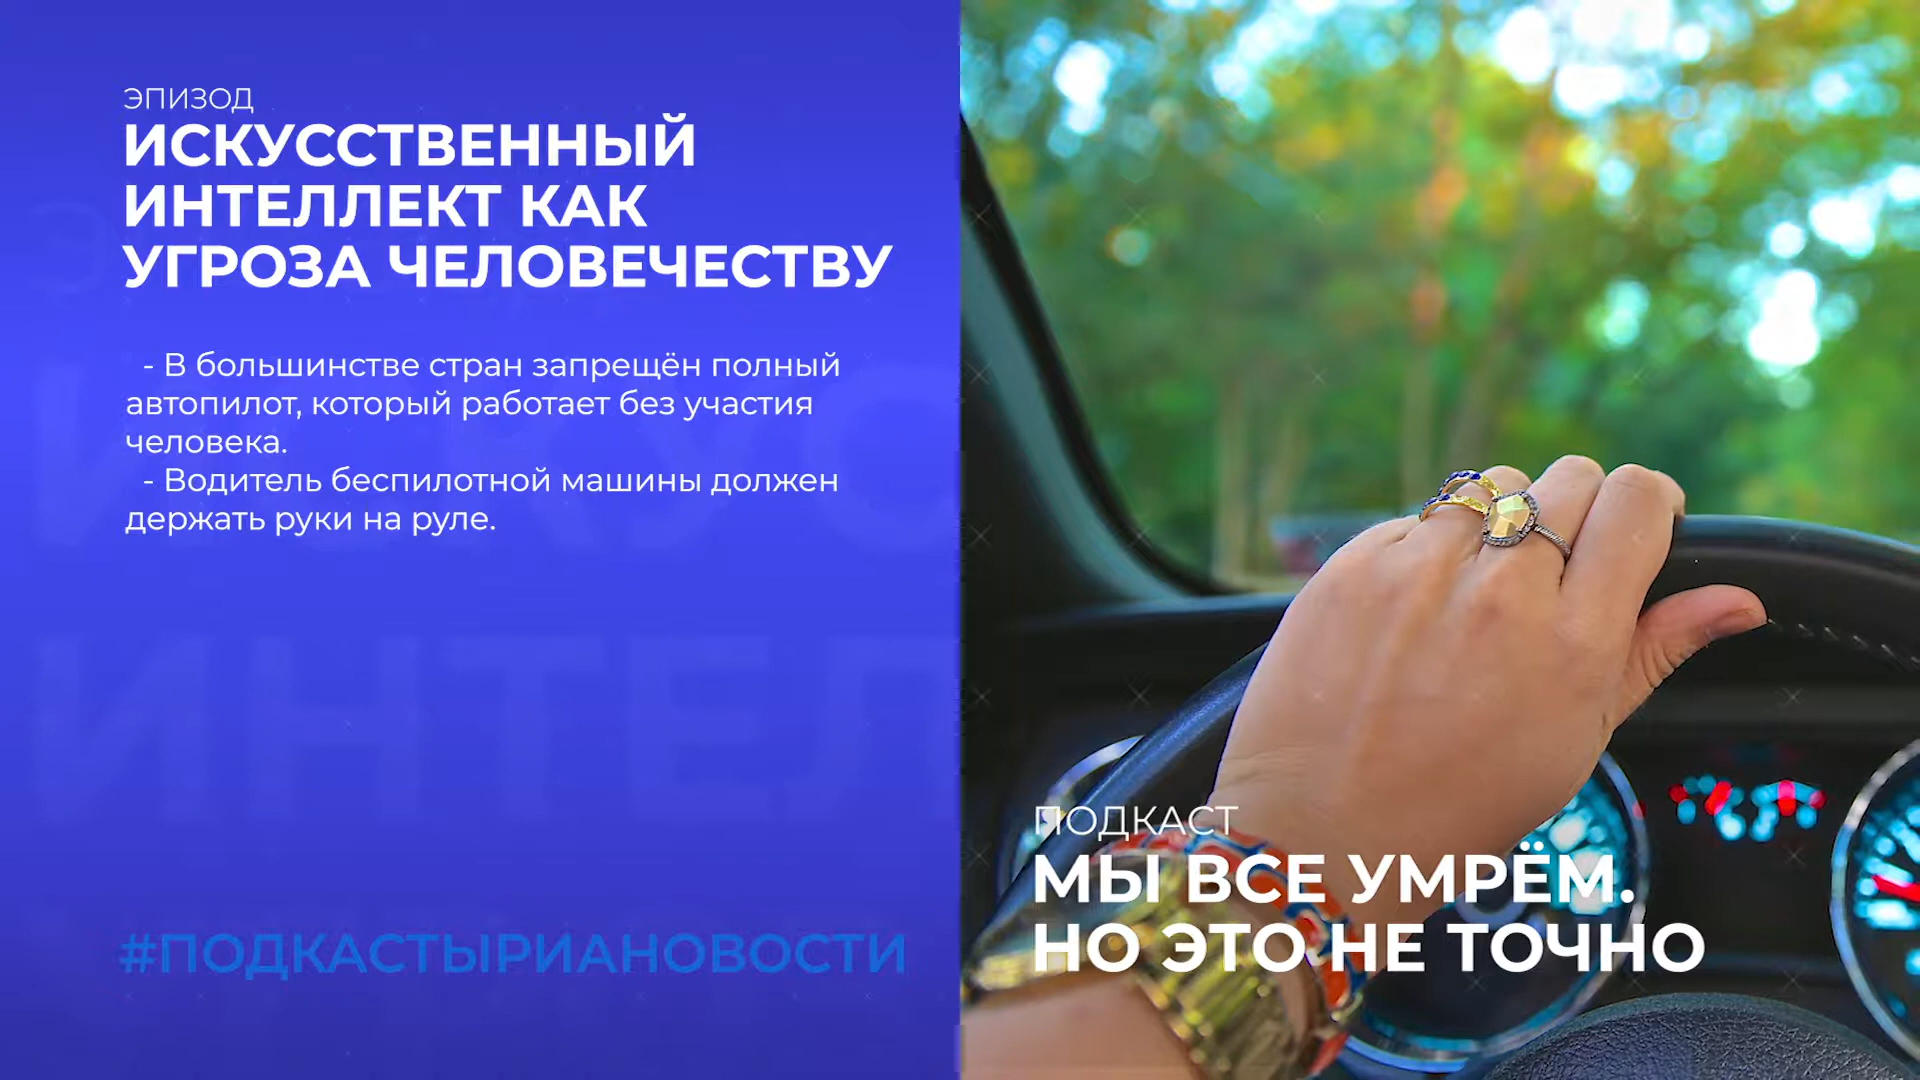 ЭПИЗОД
ИСКУССТВЕННЫЙ
ИНТЕЛЛЕКТ КАК
УГРОЗА ЧЕЛОВЕЧЕСТВУ
- В большинстве стран запрещён полный
автопилот, который работает без участия
человека.
- Водитель беспилотной машины должен
держать руки на руле.
#ПОДКАСТЫРИАНОВОСТИ
ПОДКАСТ
МЫ ВСЕ УМРЁМ.
НО ЭТО НЕ ТОЧНО